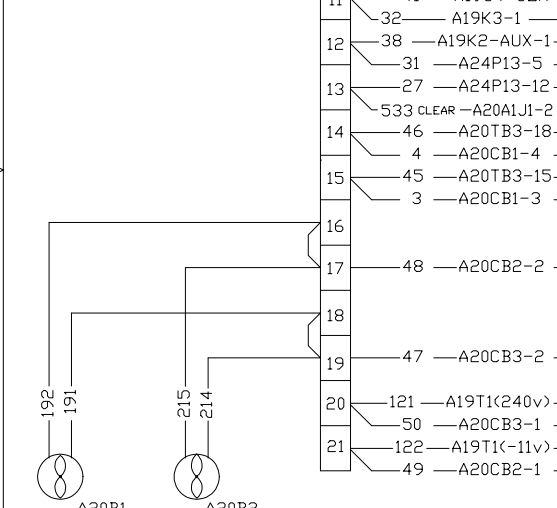 11
32 A19K3-1
12 38 A19K2-AUX-1
31 A24P13-5
13 27 A24P13-12
533 CLEAR A20A1J1-2
14 46 A20TB3-18
4 A20CB1-4
15 45 A20TB3-15
3 A20CB1-3
16
17 48 A20CB2-2
18
19 47 A20CB3-2
192 191 215 214
20 121 A19T1(240v)
50 A20CB3-1
21 122 A19T1(-11v)
49 A20CB2-1
A20B1 A20B2